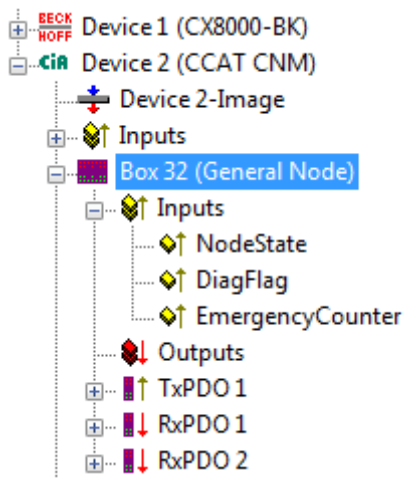 BECK HOFF Device 1 (CX8000-BK)
CiA Device 2 (CCAT CNM)
Device 2-Image
Inputs
Box 32 (General Node)
Inputs
NodeState
DiagFlag
EmergencyCounter
Outputs
TxPDO 1
RxPDO 1
RxPDO 2